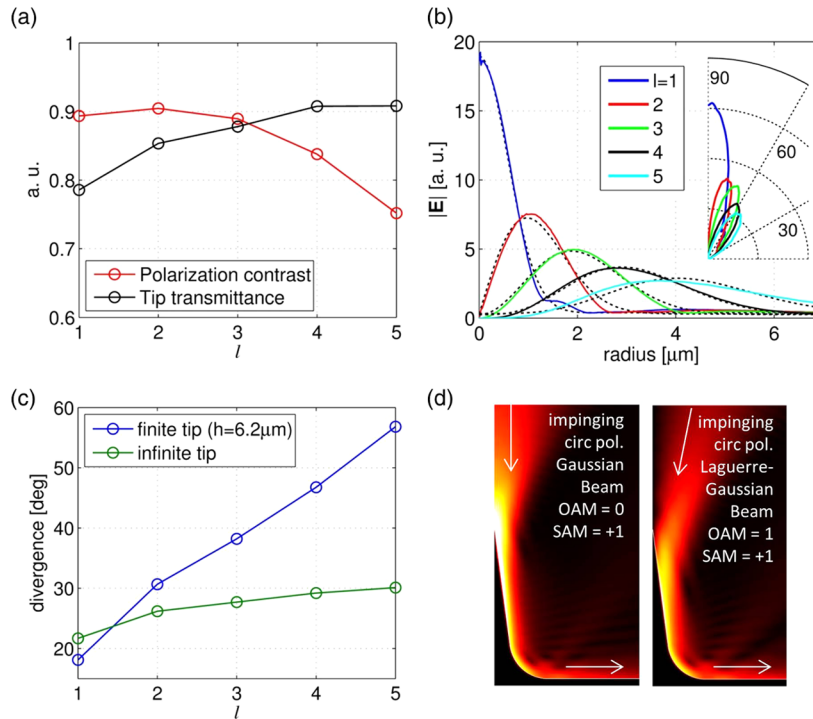 (a)
1
0.9
0.8
0.7
0.6
a. u.
Polarization contrast
Tip transmittance
1
2
3
4
5
l
(b)
20
15
10
5
0
|E| [a. u.]
l=1
2
3
4
5
90
60
30
0
2
4
6
radius [μm]
(c)
60
50
40
30
20
divergence [deg]
finite tip (h=6.2μm)
infinite tip
1
2
3
4
5
l
(d)
impinging
circ pol.
Gaussian
Beam
OAM = 0
SAM = +1
impinging
circ pol.
Laguerre-
Gaussian
Beam
OAM = 1
SAM = +1